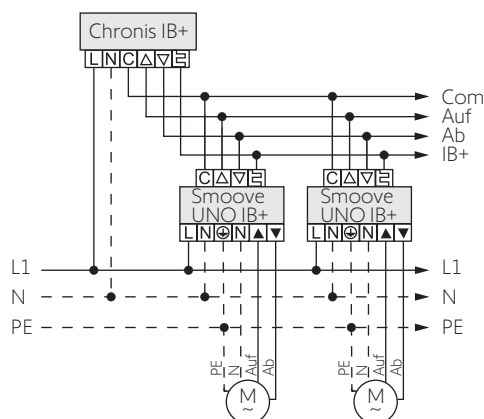 Chronis IB+
L N C △ ▽
Com
Auf
Ab
IB+
C △ ▽
C △ ▽
Smoove
UNO IB+
Smoove
UNO IB+
L N N ▲ ▼
L N N ▲ ▼
L1
L1
N
N
PE
PE
PE
N
Auf
Ab
PE
N
Auf
Ab
M
~
M
~